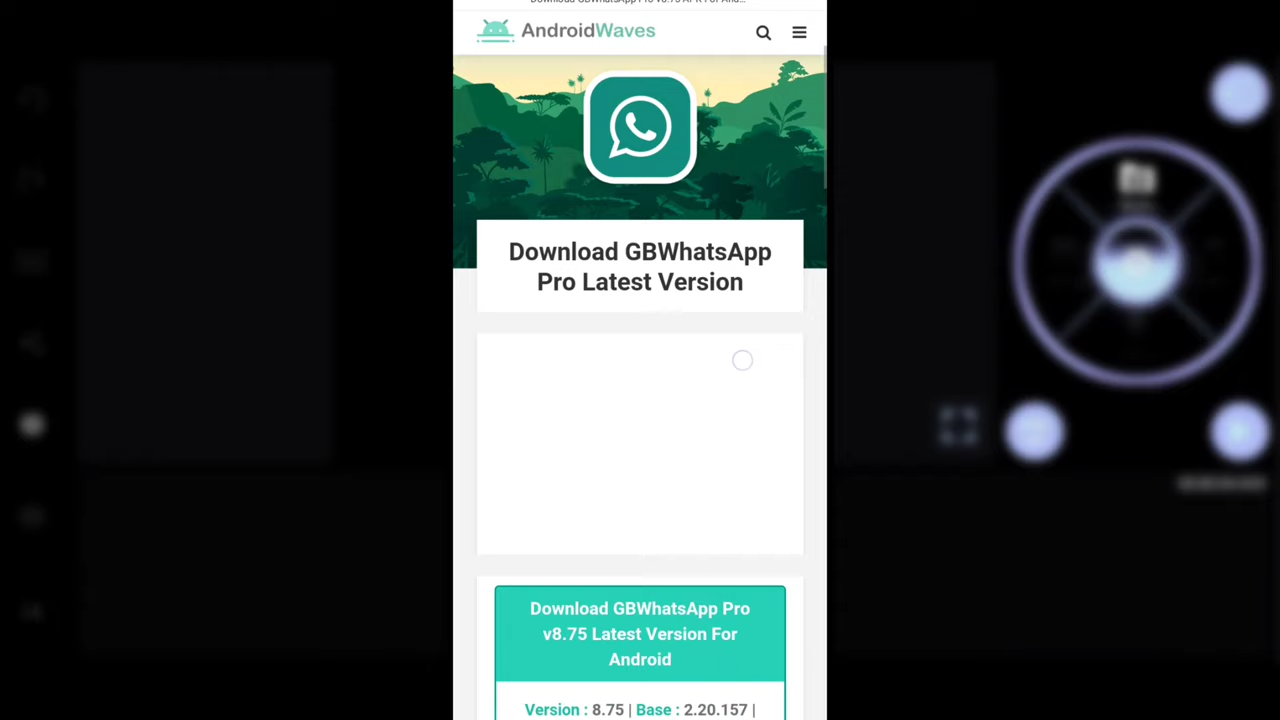 AndroidWaves
Download GBWhatsApp
Pro Latest Version
Download GBWhatsApp Pro
v8.75 Latest Version For
Android
Version : 8.75 | Base : 2.20.157 |